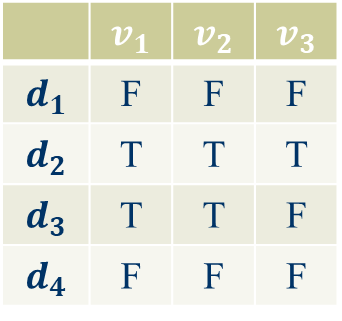 v₁ v₂ v₃
d₁ F F F
d₂ T T T
d₃ T T F
d₄ F F F